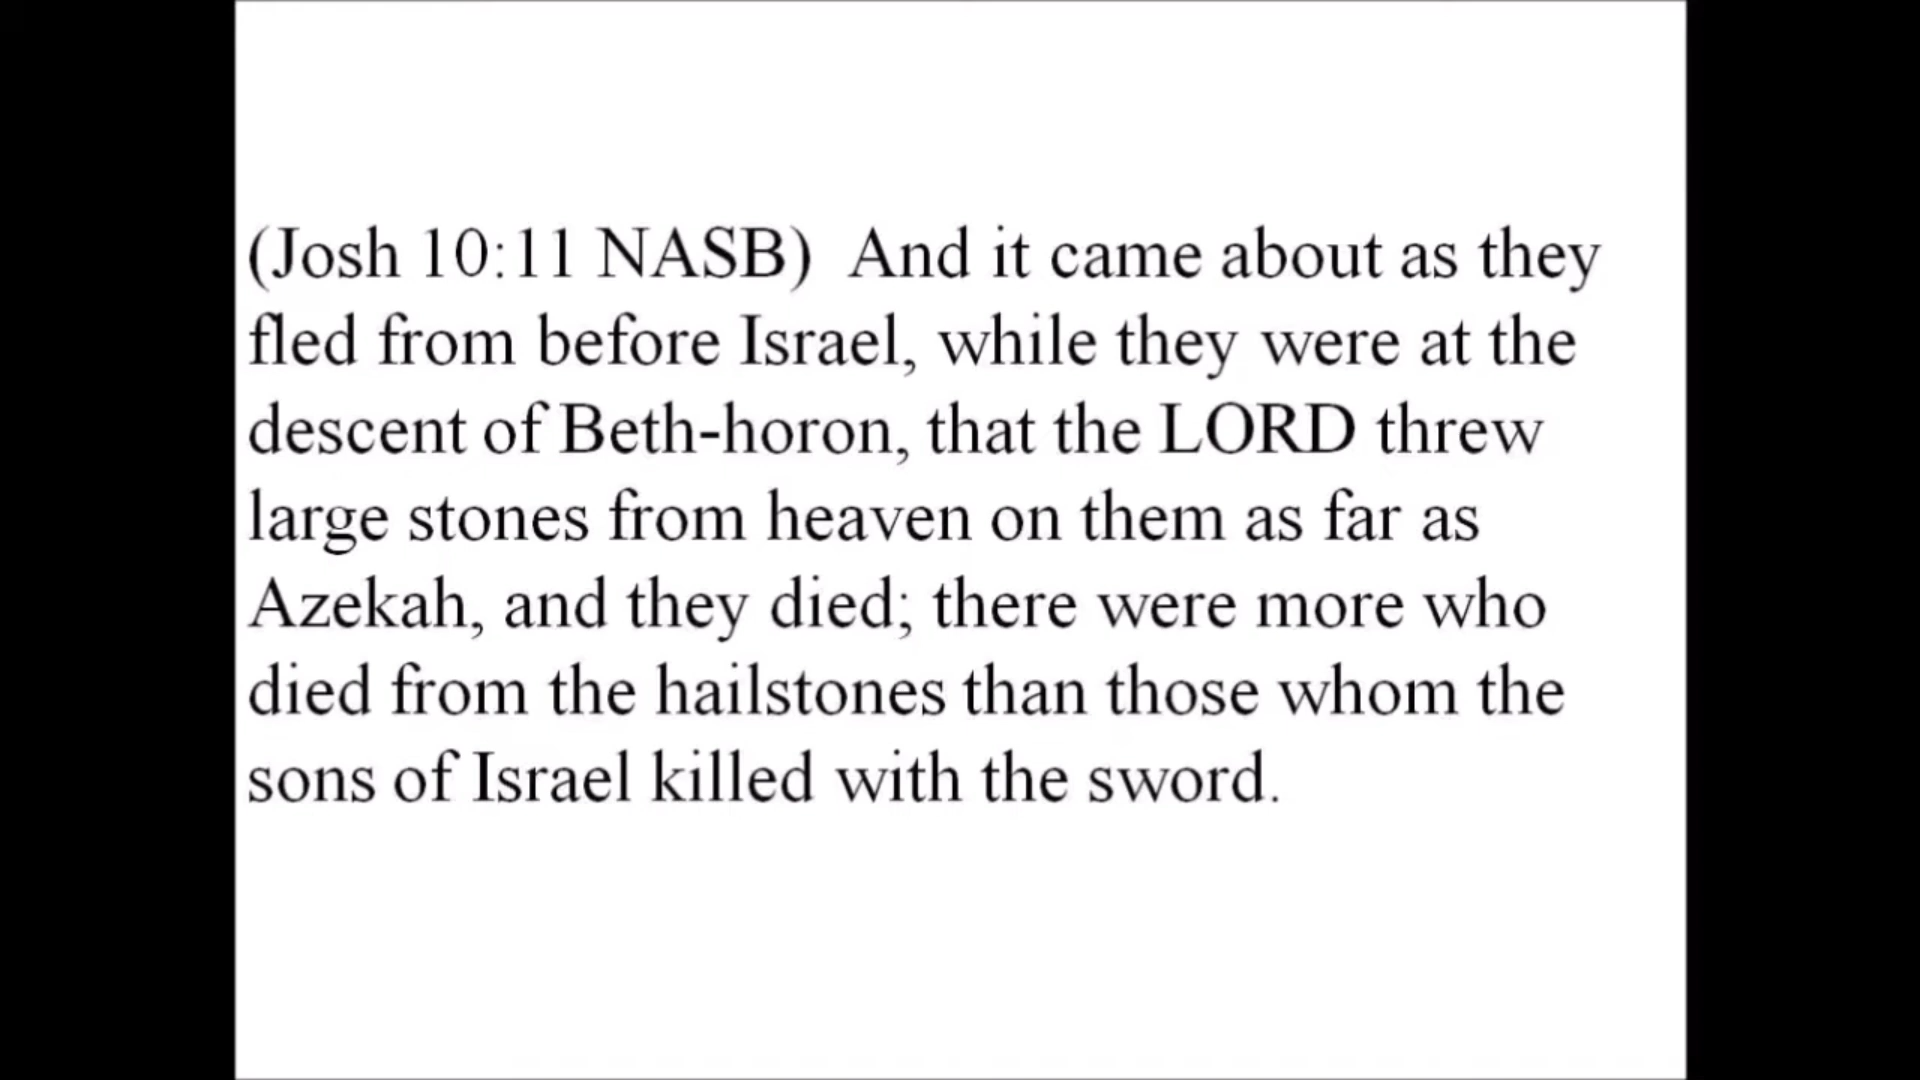 (Josh 10:11 NASB)  And it came about as they
fled from before Israel, while they were at the
descent of Beth-horon, that the LORD threw
large stones from heaven on them as far as
Azekah, and they died; there were more who
died from the hailstones than those whom the
sons of Israel killed with the sword.